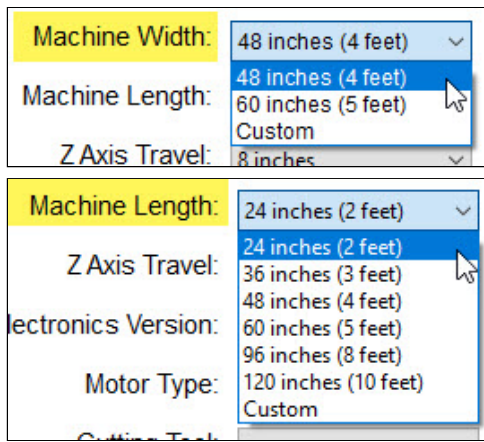 Machine Width: 48 inches (4 feet)
48 inches (4 feet)
Machine Length: 60 inches (5 feet)
Custom
Z Axis Travel: 8 inches
Machine Length: 24 inches (2 feet)
24 inches (2 feet)
Z Axis Travel: 36 inches (3 feet)
48 inches (4 feet)
lectronics Version: 60 inches (5 feet)
96 inches (8 feet)
Motor Type: 120 inches (10 feet)
Custom